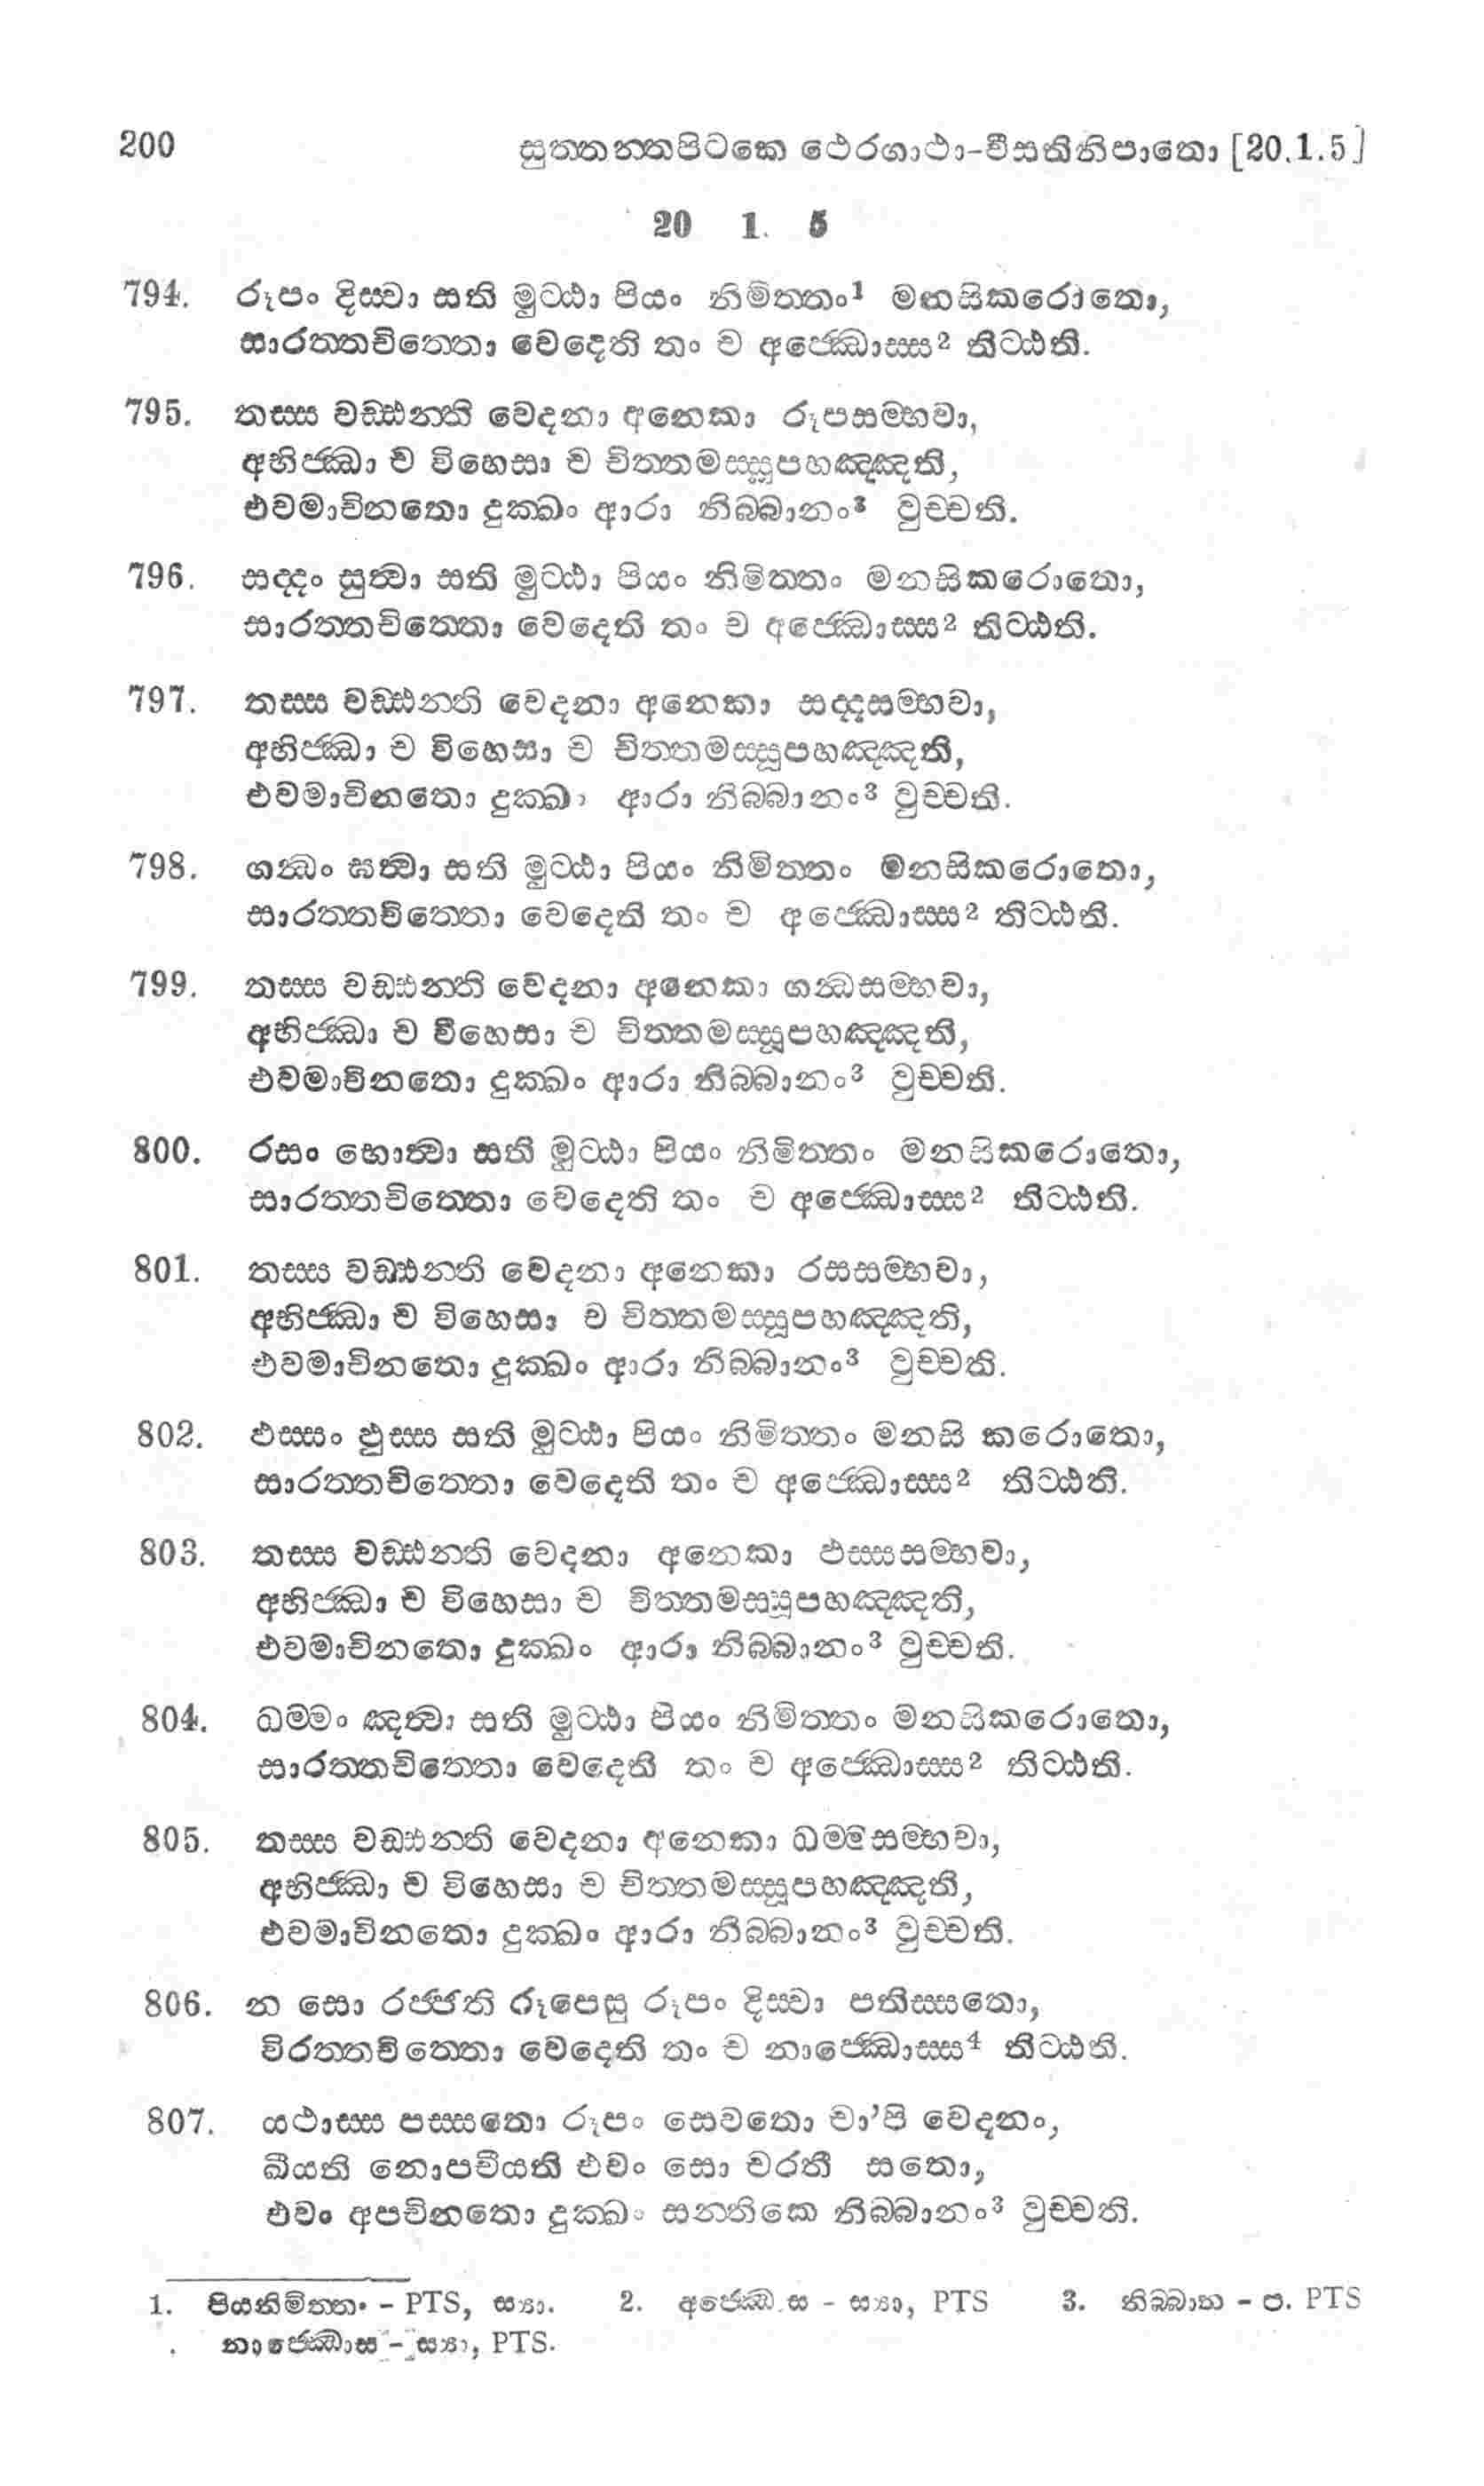 200 සුත්තන්තපිටකෙ ථෙරගාථා-වීසතිනිපාතො [20.1.5]
20 1. 5
794. රූපං දිස්වා සති මුට්ඨා පියං නිමිත්තං¹ මනසිකරොතො,
සාරත්තචිත්තො වෙදෙති තං ච අජ්ඣොස්ස² තිට්ඨති.
795. තස්ස වඩ්ඪන්ති වෙදනා අනෙකා රූපසම්භවා,
අභිජ්ඣා ච විහෙසා ච චිත්තමස්සූපහඤ්ඤති,
එවමාචිනතො දුක්ඛං ආරා නිබ්බානං³ වුච්චති.
796. සද්දං සුත්වා සති මුට්ඨා පියං නිමිත්තං මනසිකරොතො,
සාරත්තචිත්තො වෙදෙති තං ච අජ්ඣොස්ස² තිට්ඨති.
797. තස්ස වඩ්ඪන්ති වෙදනා අනෙකා සද්දසම්භවා,
අභිජ්ඣා ච විහෙසා ච චිත්තමස්සූපහඤ්ඤති,
එවමාචිනතො දුක්ඛං ආරා නිබ්බානං³ වුච්චති.
798. ගන්ධං ඝත්වා සති මුට්ඨා පියං නිමිත්තං මනසිකරොතො,
සාරත්තචිත්තො වෙදෙති තං ච අජ්ඣොස්ස² තිට්ඨති.
799. තස්ස වඩ්ඪන්ති වෙදනා අනෙකා ගන්ධසම්භවා,
අභිජ්ඣා ච විහෙසා ච චිත්තමස්සූපහඤ්ඤති,
එවමාචිනතො දුක්ඛං ආරා නිබ්බානං³ වුච්චති.
800. රසං භොත්වා සති මුට්ඨා පියං නිමිත්තං මනසිකරොතො,
සාරත්තචිත්තො වෙදෙති තං ච අජ්ඣොස්ස² තිට්ඨති.
801. තස්ස වඩ්ඪන්ති වෙදනා අනෙකා රසසම්භවා,
අභිජ්ඣා ච විහෙසා ච චිත්තමස්සූපහඤ්ඤති,
එවමාචිනතො දුක්ඛං ආරා නිබ්බානං³ වුච්චති.
802. ඵස්සං ඵුස්ස සති මුට්ඨා පියං නිමිත්තං මනසි කරොතො,
සාරත්තචිත්තො වෙදෙති තං ච අජ්ඣොස්ස² තිට්ඨති.
803. තස්ස වඩ්ඪන්ති වෙදනා අනෙකා ඵස්සසම්භවා,
අභිජ්ඣා ච විහෙසා ච චිත්තමස්සූපහඤ්ඤති,
එවමාචිනතො දුක්ඛං ආරා නිබ්බානං³ වුච්චති.
804. ධම්මං ඤත්වා සති මුට්ඨා පියං නිමිත්තං මනසිකරොතො,
සාරත්තචිත්තො වෙදෙති තං ච අජ්ඣොස්ස² තිට්ඨති.
805. තස්ස වඩ්ඪන්ති වෙදනා අනෙකා ධම්මසම්භවා,
අභිජ්ඣා ච විහෙසා ච චිත්තමස්සූපහඤ්ඤති,
එවමාචිනතො දුක්ඛං ආරා නිබ්බානං³ වුච්චති.
806. න සො රජ්ජති රූපෙසු රූපං දිස්වා පතිස්සතො,
විරත්තචිත්තො වෙදෙති තං ච නාජ්ඣොස්ස⁴ තිට්ඨති.
807. යථාස්ස පස්සතො රූපං සෙවතො චා’පි වෙදනං,
ඛීයති නොපචීයති එවං සො චරතී සතො,
එවං අපචිනතො දුක්ඛං සන්තිකෙ නිබ්බානං³ වුච්චති.
1. පියනිමිත්තං - PTS, ස්‍යා. 2. අජ්ඣොස - ස්‍යා, PTS 3. නිබ්බාන - ප. PTS
. නාජ්ඣොස - ස්‍යා, PTS.